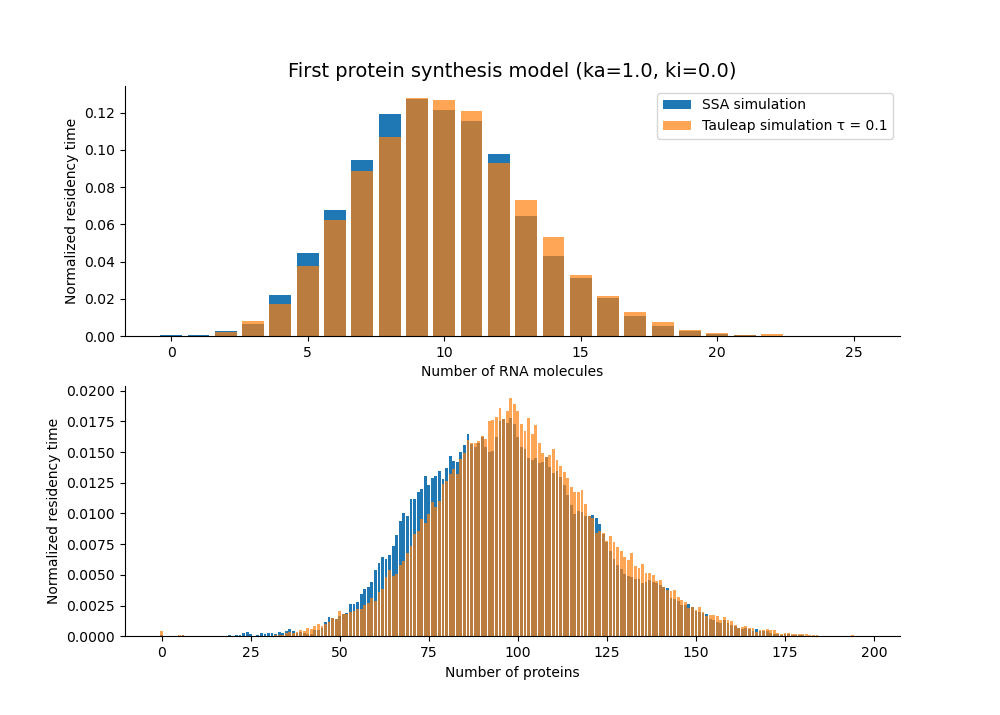 First protein synthesis model (ka=1.0, ki=0.0)
SSA simulation
Tauleap simulation τ = 0.1
Normalized residency time
0.12
0.10
0.08
0.06
0.04
0.02
0.00
0 5 10 15 20 25
Number of RNA molecules
Normalized residency time
0.0200
0.0175
0.0150
0.0125
0.0100
0.0075
0.0050
0.0025
0.0000
0 25 50 75 100 125 150 175 200
Number of proteins